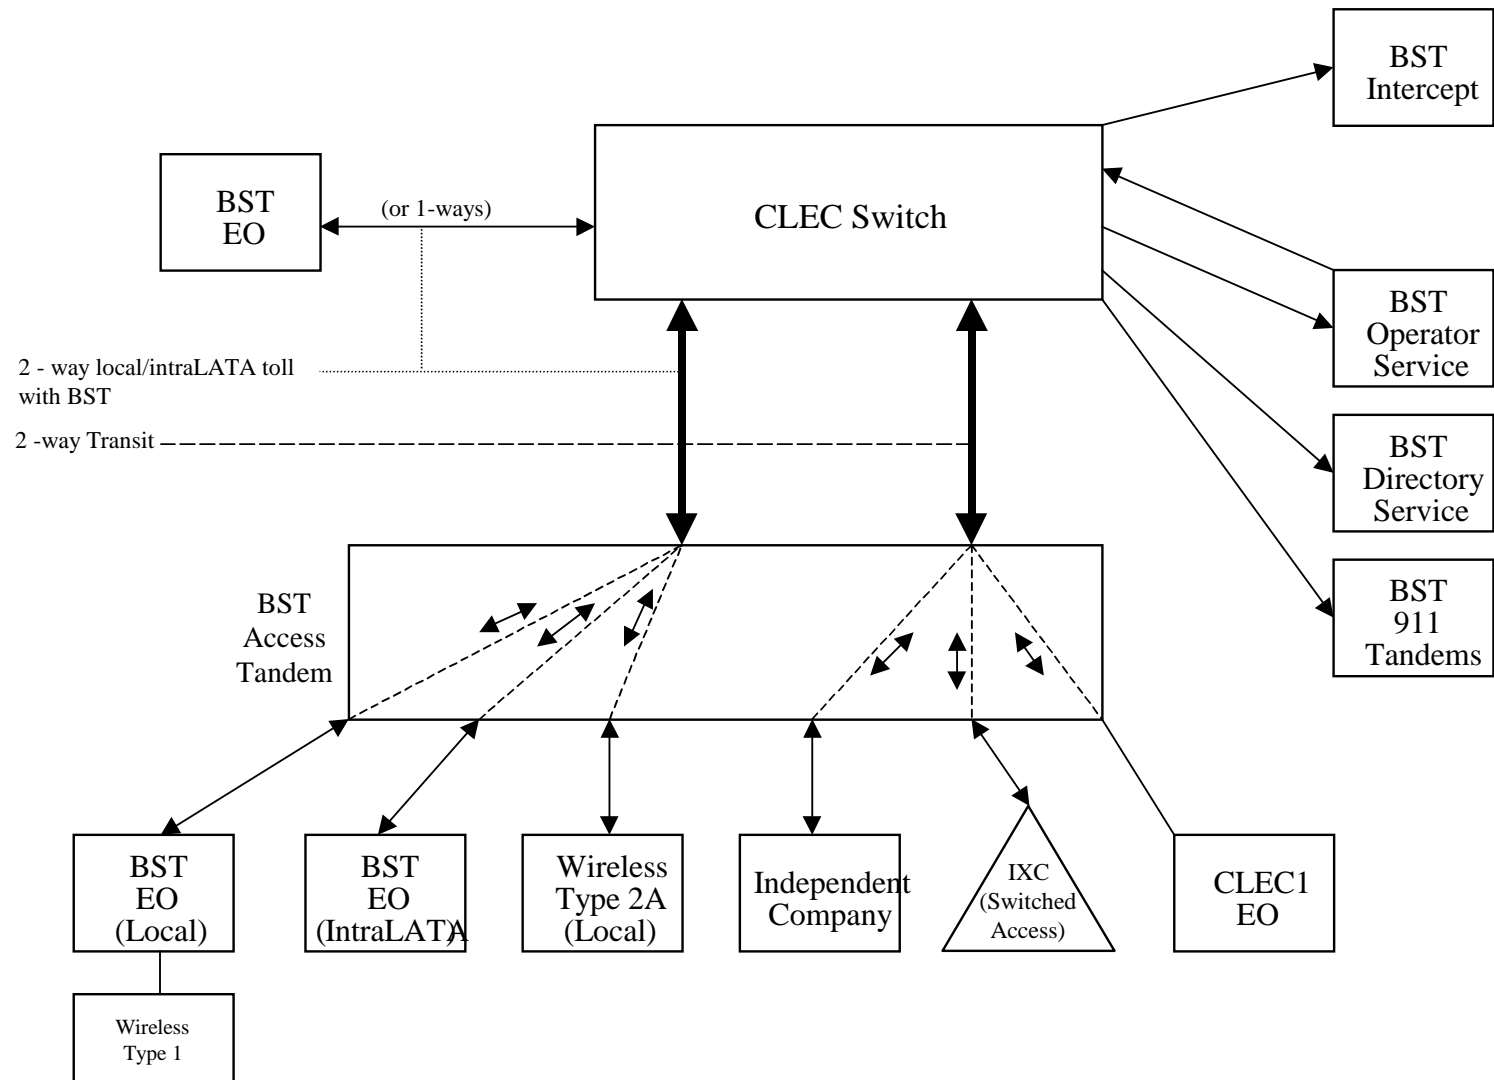 BST
Intercept
BST
EO
(or 1-ways)
CLEC Switch
BST
Operator
Service
2 - way local/intraLATA toll
with BST
2 -way Transit
BST
Directory
Service
BST
Access
Tandem
BST
911
Tandems
BST
EO
(Local)
BST
EO
(IntraLATA)
Wireless
Type 2A
(Local)
Independent
Company
IXC
(Switched
Access)
CLEC1
EO
Wireless
Type 1